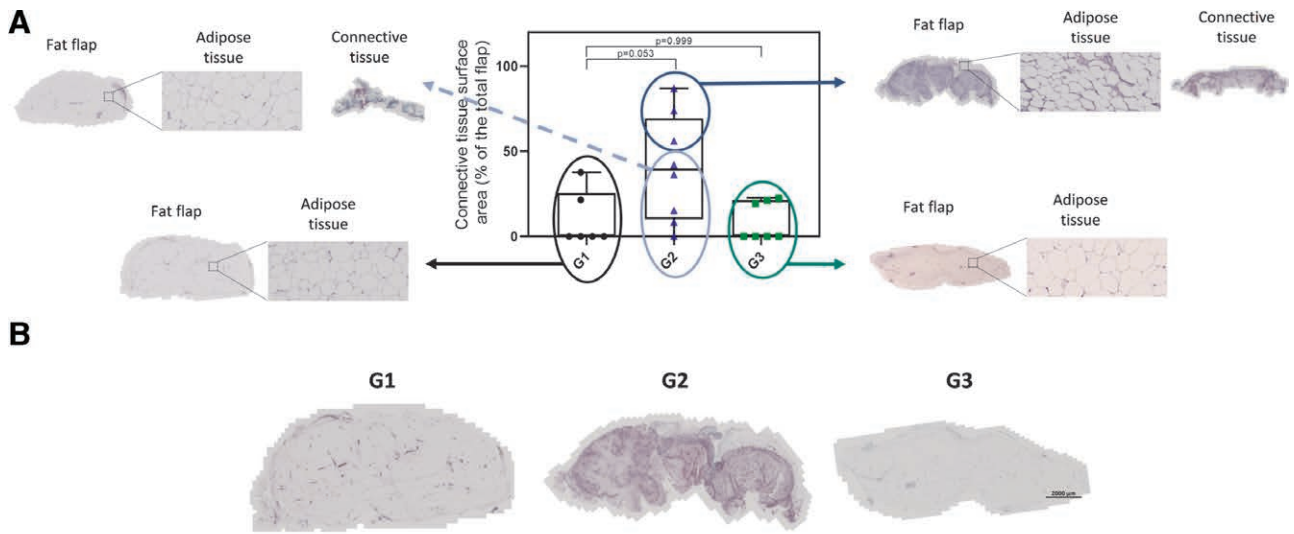 A
Fat flap
Adipose
tissue
Connective
tissue
Fat flap
Adipose
tissue
Connective tissue surface
area (% of the total flap)
100
50
0
p=0.999
p=0.053
G1
G2
G3
Fat flap
Adipose
tissue
Connective
tissue
Fat flap
Adipose
tissue
B
G1
G2
G3
2000 µm